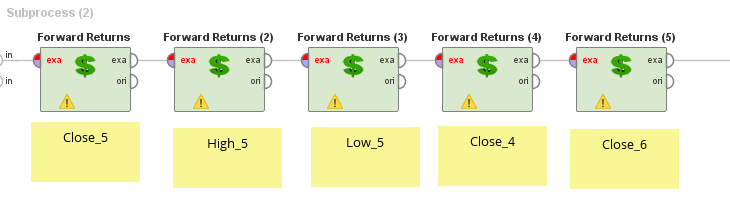 Subprocess (2)
Forward Returns Forward Returns (2) Forward Returns (3) Forward Returns (4) Forward Returns (5)
in exa exa exa exa exa exa exa exa exa exa
in ori ori ori ori ori
Close_5 High_5 Low_5 Close_4 Close_6